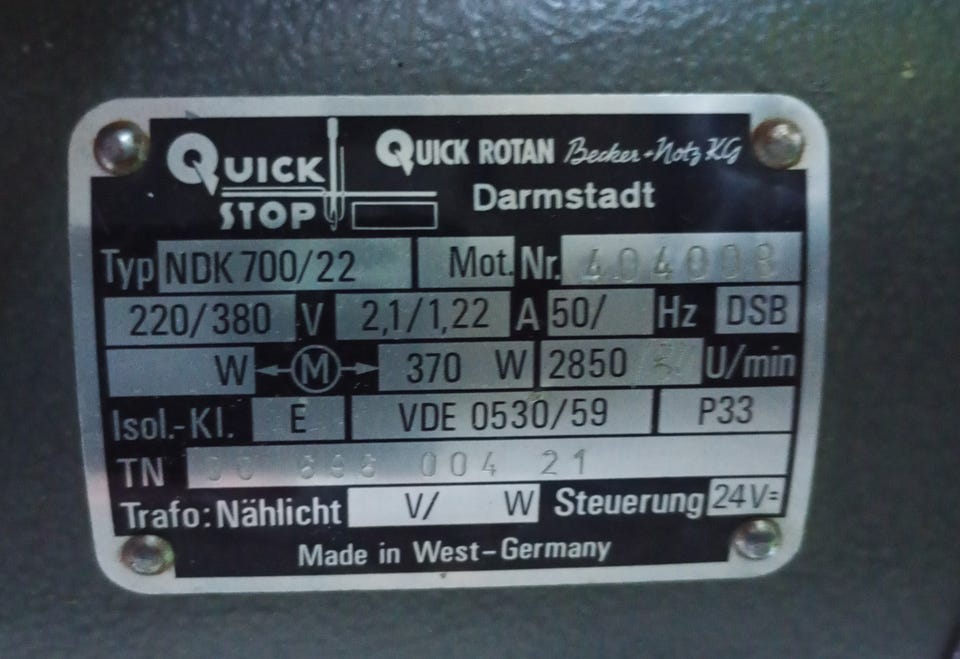 QUICK STOP
QUICK ROTAN Becker+Notz KG
Darmstadt
Typ NDK 700/22 Mot. Nr. 404008
220/380 V 2,1/1,22 A 50/ Hz DSB
W M 370 W 2850 U/min
Isol.-Kl. E VDE 0530/59 P33
TN 004 21
Trafo: Nählicht V/ W Steuerung 24V=
Made in West-Germany